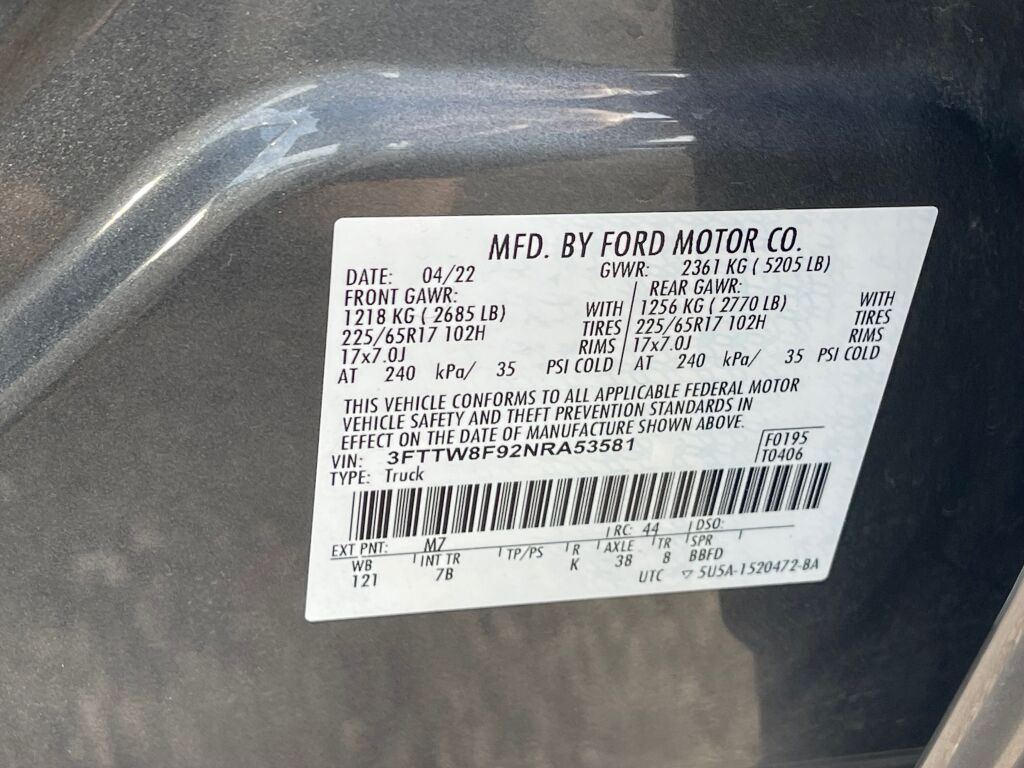 MFD. BY FORD MOTOR CO.
DATE: 04/22 GVWR: 2361 KG ( 5205 LB)
FRONT GAWR: REAR GAWR:
1218 KG ( 2685 LB) WITH 1256 KG ( 2770 LB) WITH
225/65R17 102H TIRES 225/65R17 102H TIRES
17x7.0J RIMS 17x7.0J RIMS
AT 240 kPa/ 35 PSI COLD AT 240 kPa/ 35 PSI COLD
THIS VEHICLE CONFORMS TO ALL APPLICABLE FEDERAL MOTOR
VEHICLE SAFETY AND THEFT PREVENTION STANDARDS IN
EFFECT ON THE DATE OF MANUFACTURE SHOWN ABOVE.
VIN: 3FTTW8F92NRA53581 F0195
TYPE: Truck T0406
EXT PNT: M7 RC: 44 DSO:
WB INT TR TP/PS R AXLE TR SPR
121 7B K 38 8 BBFD
UTC ▽ 5U5A-1520472-BA